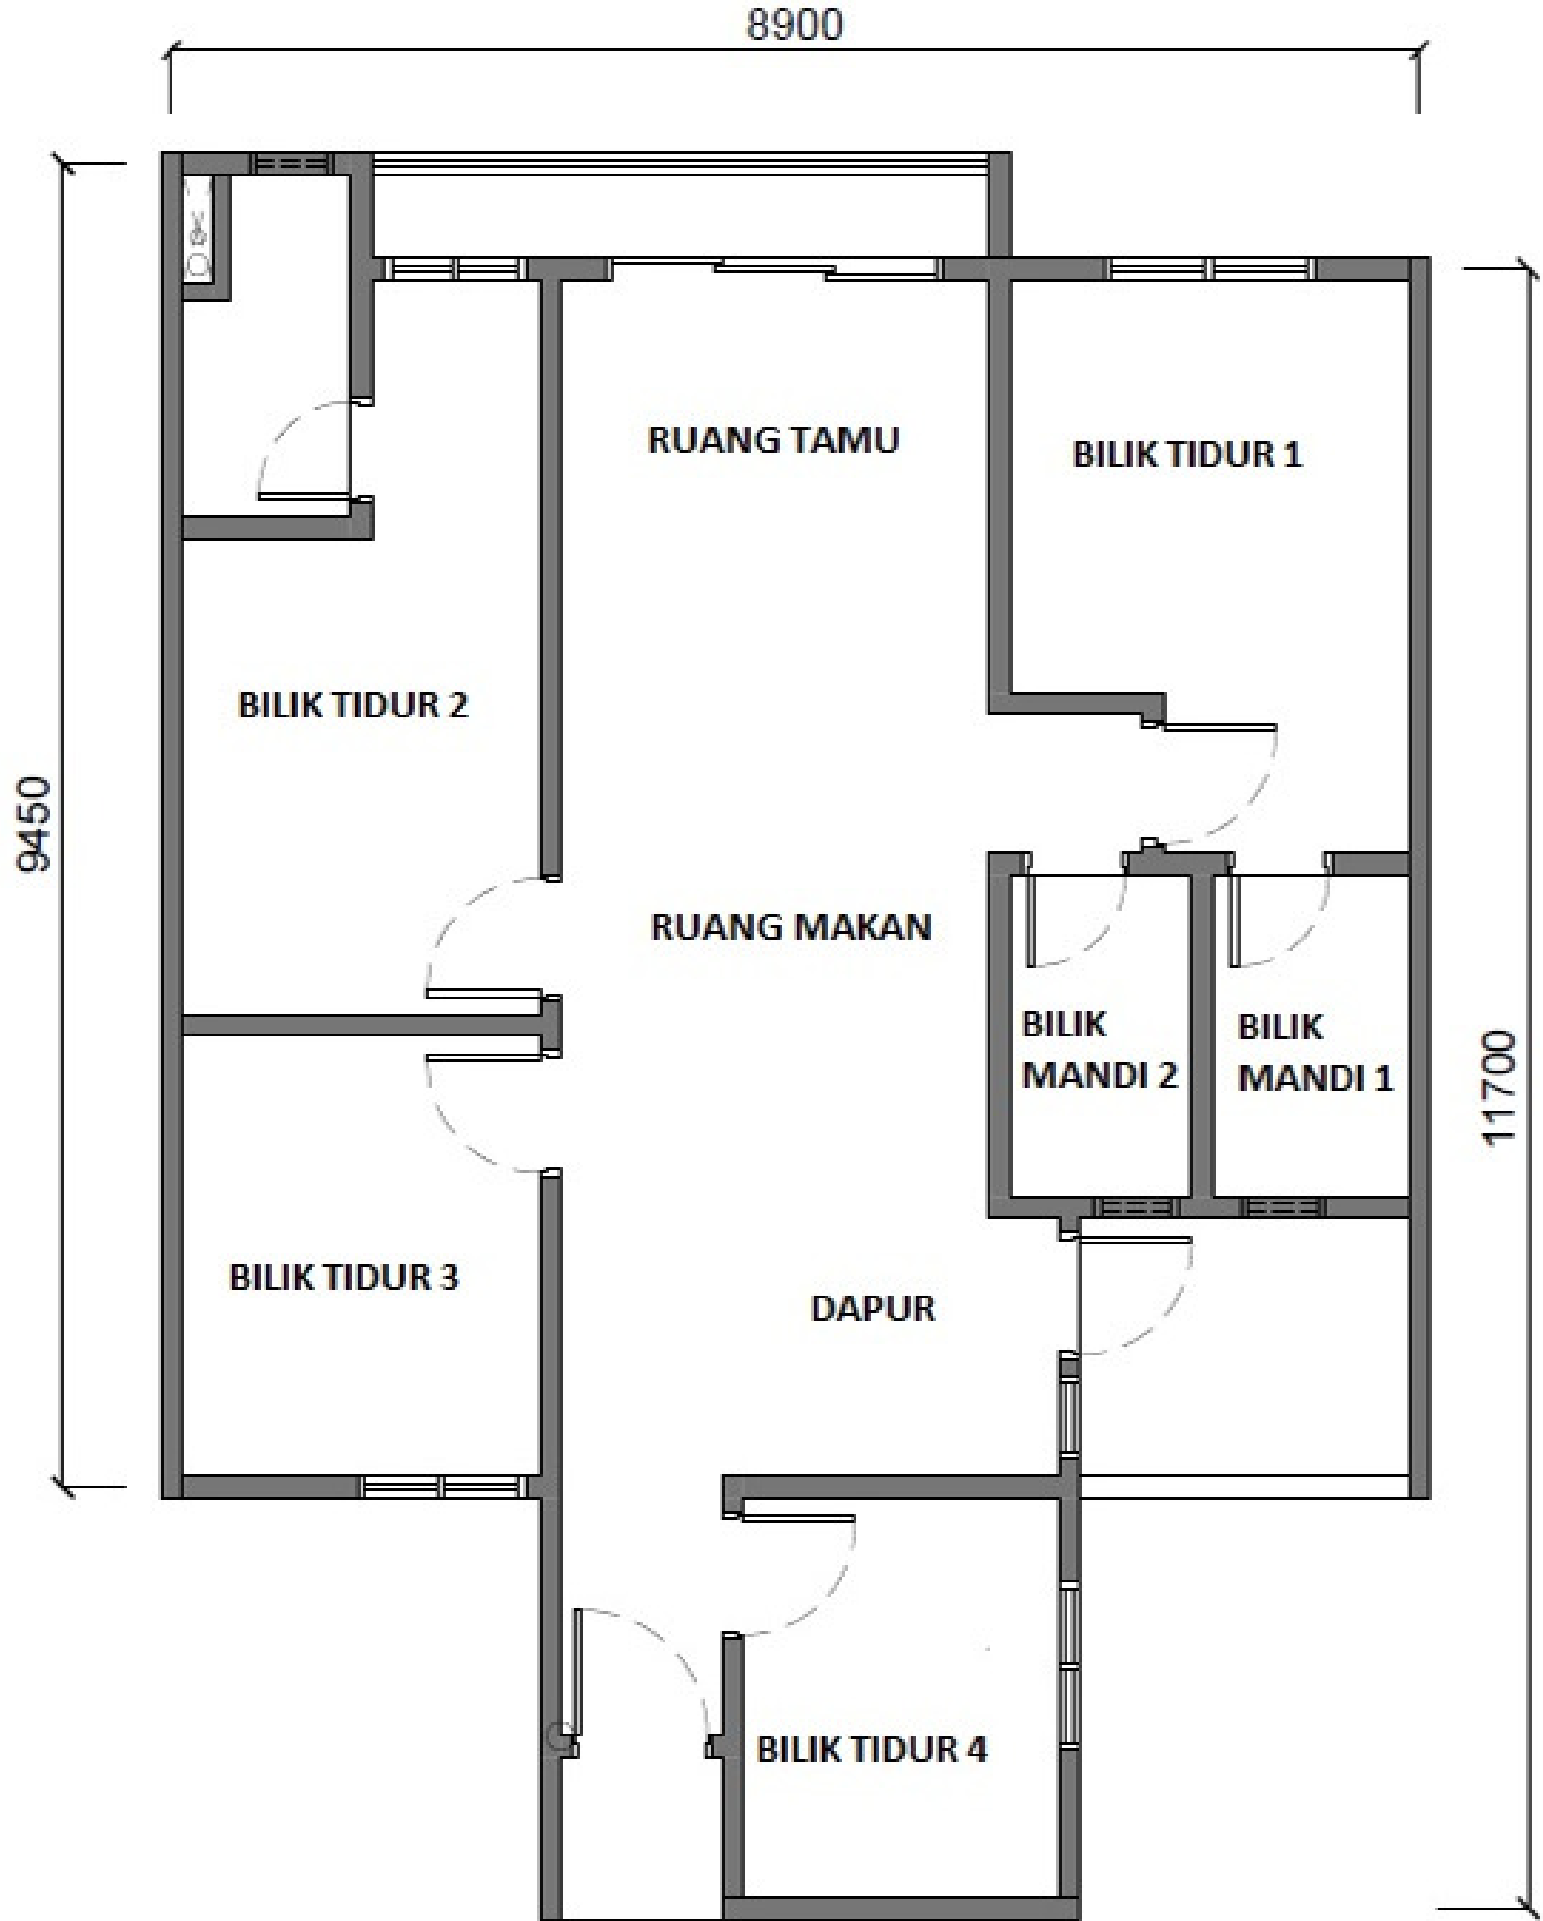 8900
RUANG TAMU
BILIK TIDUR 1
BILIK TIDUR 2
9450
RUANG MAKAN
BILIK
MANDI 2
BILIK
MANDI 1
11700
BILIK TIDUR 3
DAPUR
BILIK TIDUR 4